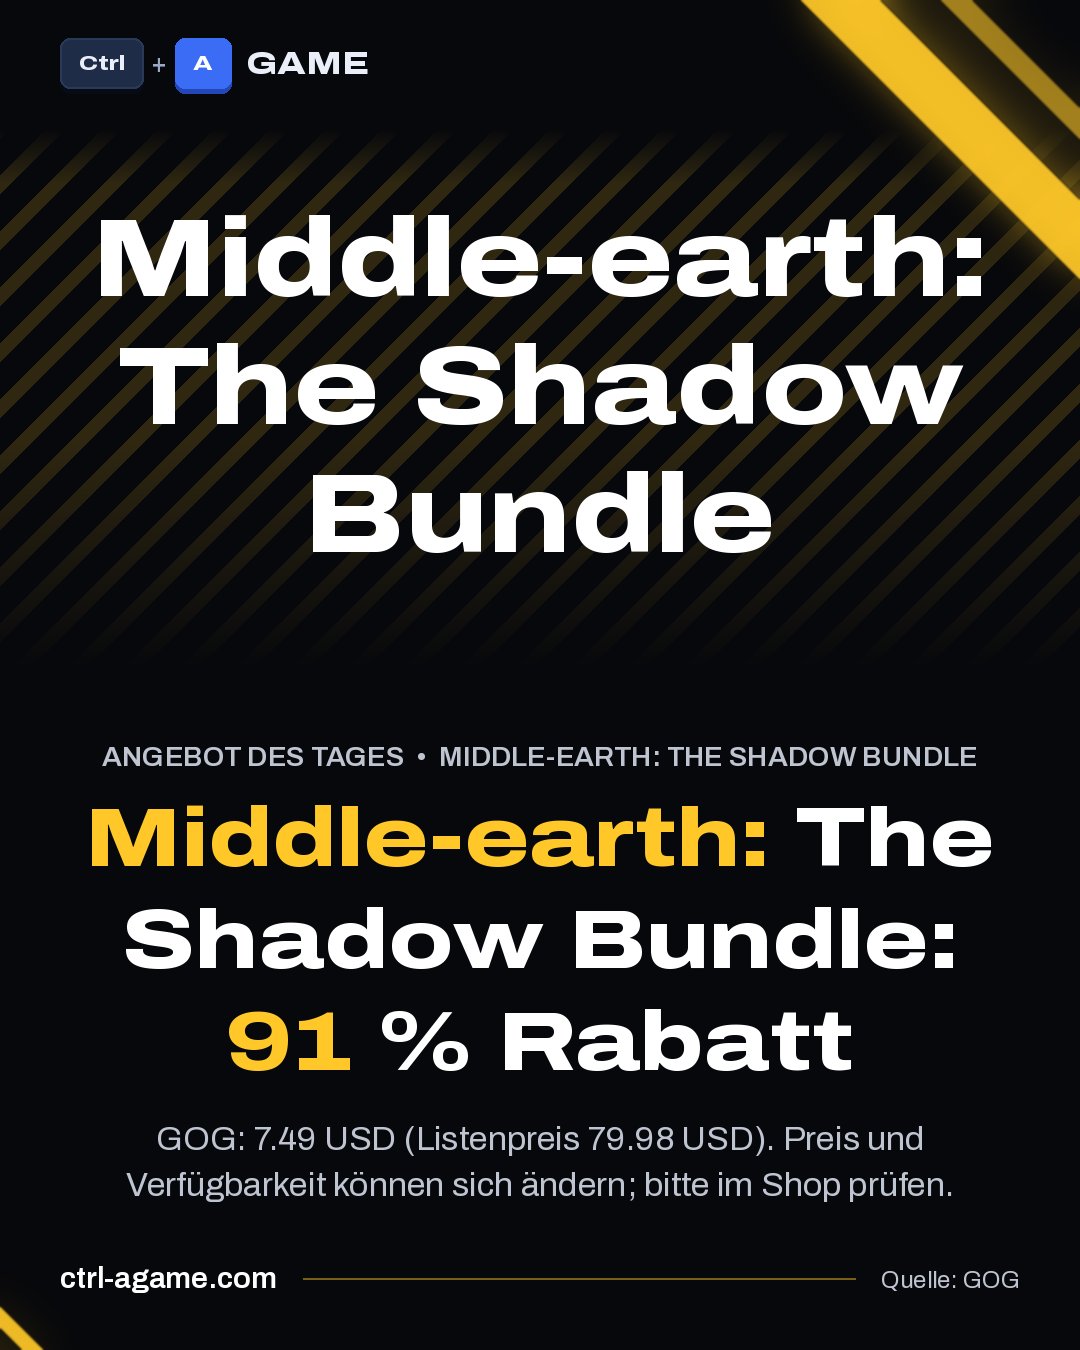 Ctrl + A GAME
Middle-earth:
The Shadow
Bundle
ANGEBOT DES TAGES • MIDDLE-EARTH: THE SHADOW BUNDLE
Middle-earth: The
Shadow Bundle:
91 % Rabatt
GOG: 7.49 USD (Listenpreis 79.98 USD). Preis und
Verfügbarkeit können sich ändern; bitte im Shop prüfen.
ctrl-agame.com
Quelle: GOG